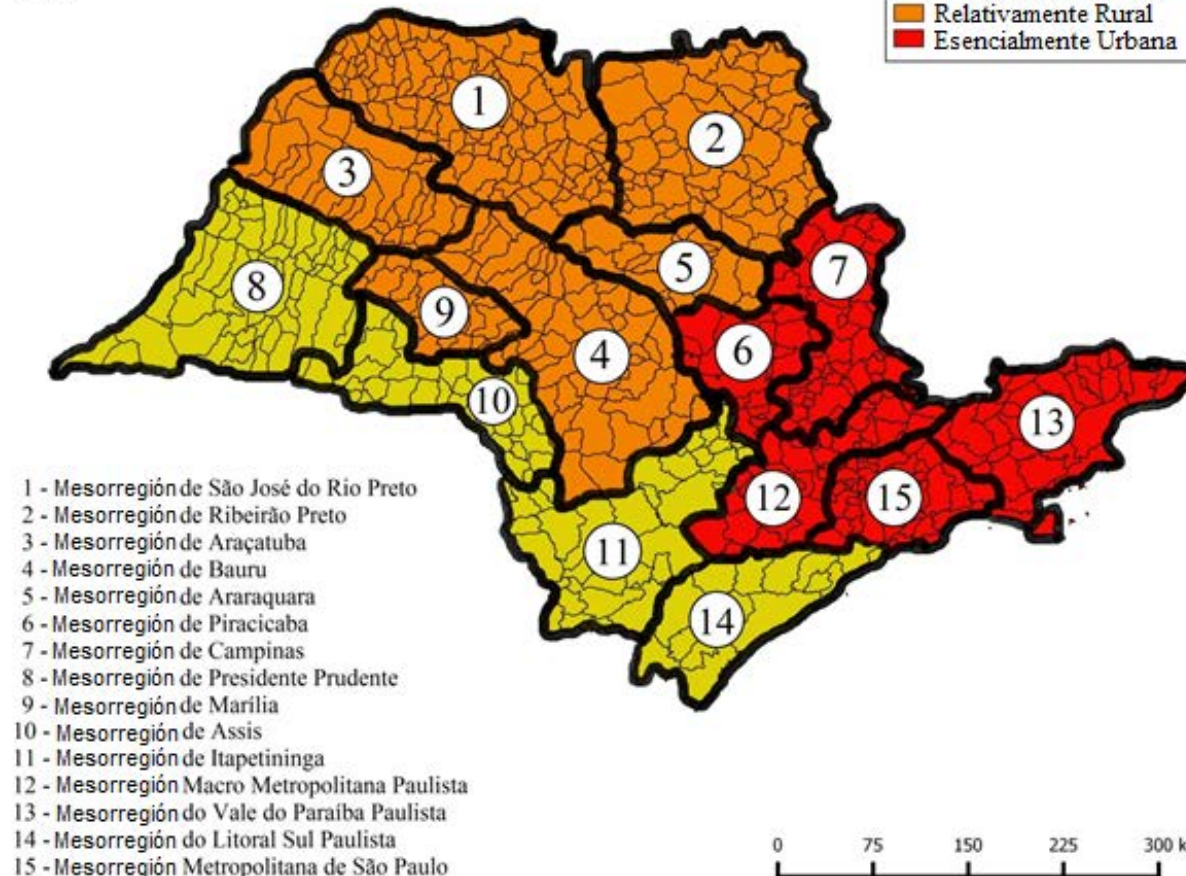 Relativamente Rural
Esencialmente Urbana
1
2
3
7
5
8
9
6
4
10
13
12
15
11
14
1 - Mesorregión de São José do Rio Preto
2 - Mesorregión de Ribeirão Preto
3 - Mesorregión de Araçatuba
4 - Mesorregión de Bauru
5 - Mesorregión de Araraquara
6 - Mesorregión de Piracicaba
7 - Mesorregión de Campinas
8 - Mesorregión de Presidente Prudente
9 - Mesorregión de Marília
10 - Mesorregión de Assis
11 - Mesorregión de Itapetininga
12 - Mesorregión Macro Metropolitana Paulista
13 - Mesorregión do Vale do Paraíba Paulista
14 - Mesorregión do Litoral Sul Paulista
15 - Mesorregión Metropolitana de São Paulo
0 75 150 225 300 k